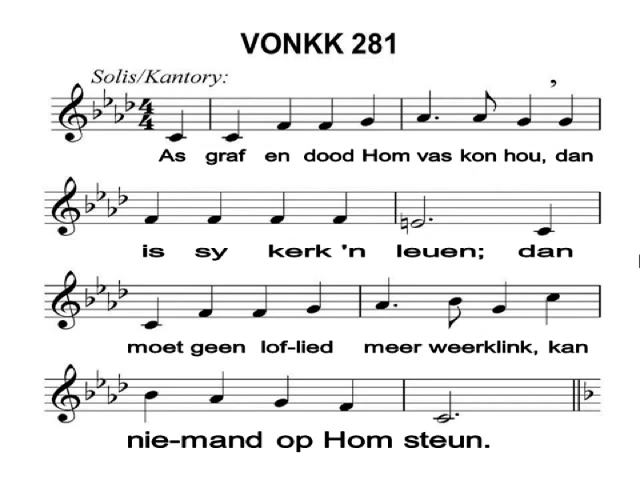 VONKK 281
Solis/Kantory:
As graf en dood Hom vas kon hou, dan
is sy kerk 'n leuen; dan
moet geen lof-lied meer weerklink, kan
nie-mand op Hom steun.